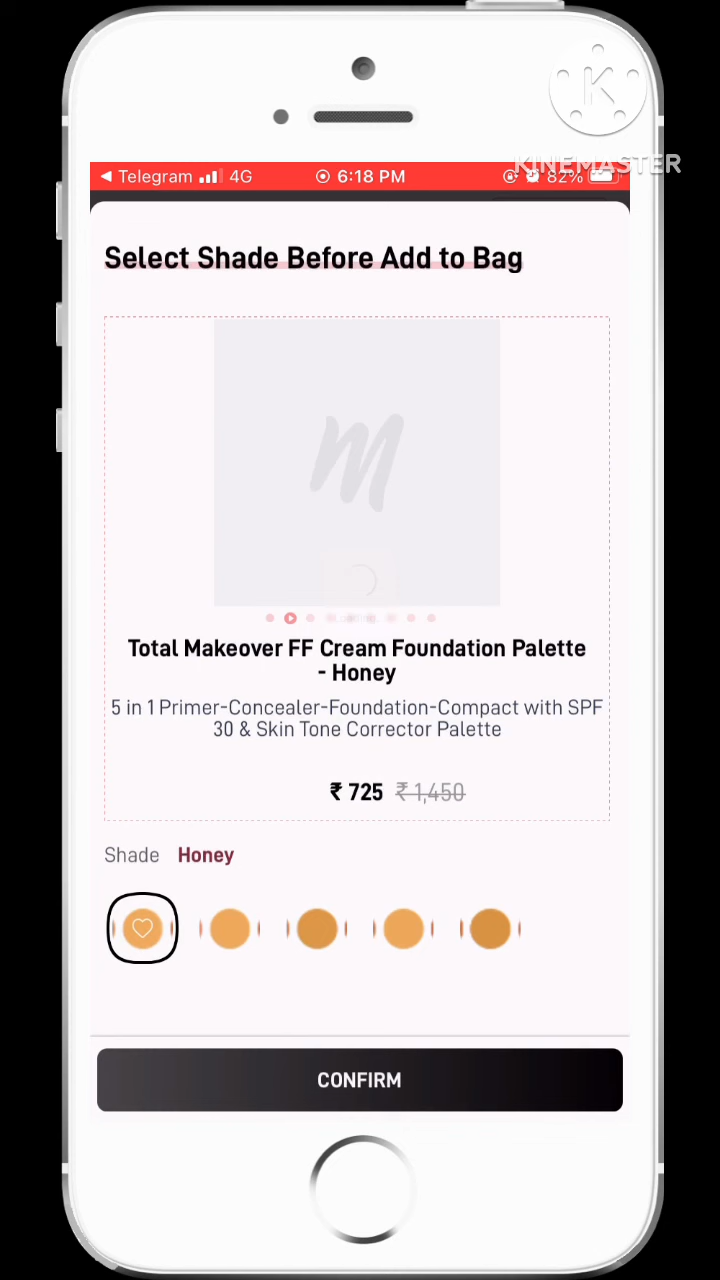 KINEMASTER
Telegram 4G 6:18 PM 82%
Select Shade Before Add to Bag
Total Makeover FF Cream Foundation Palette
- Honey
5 in 1 Primer-Concealer-Foundation-Compact with SPF
30 & Skin Tone Corrector Palette
₹ 725 ₹ 1,450
Shade Honey
CONFIRM